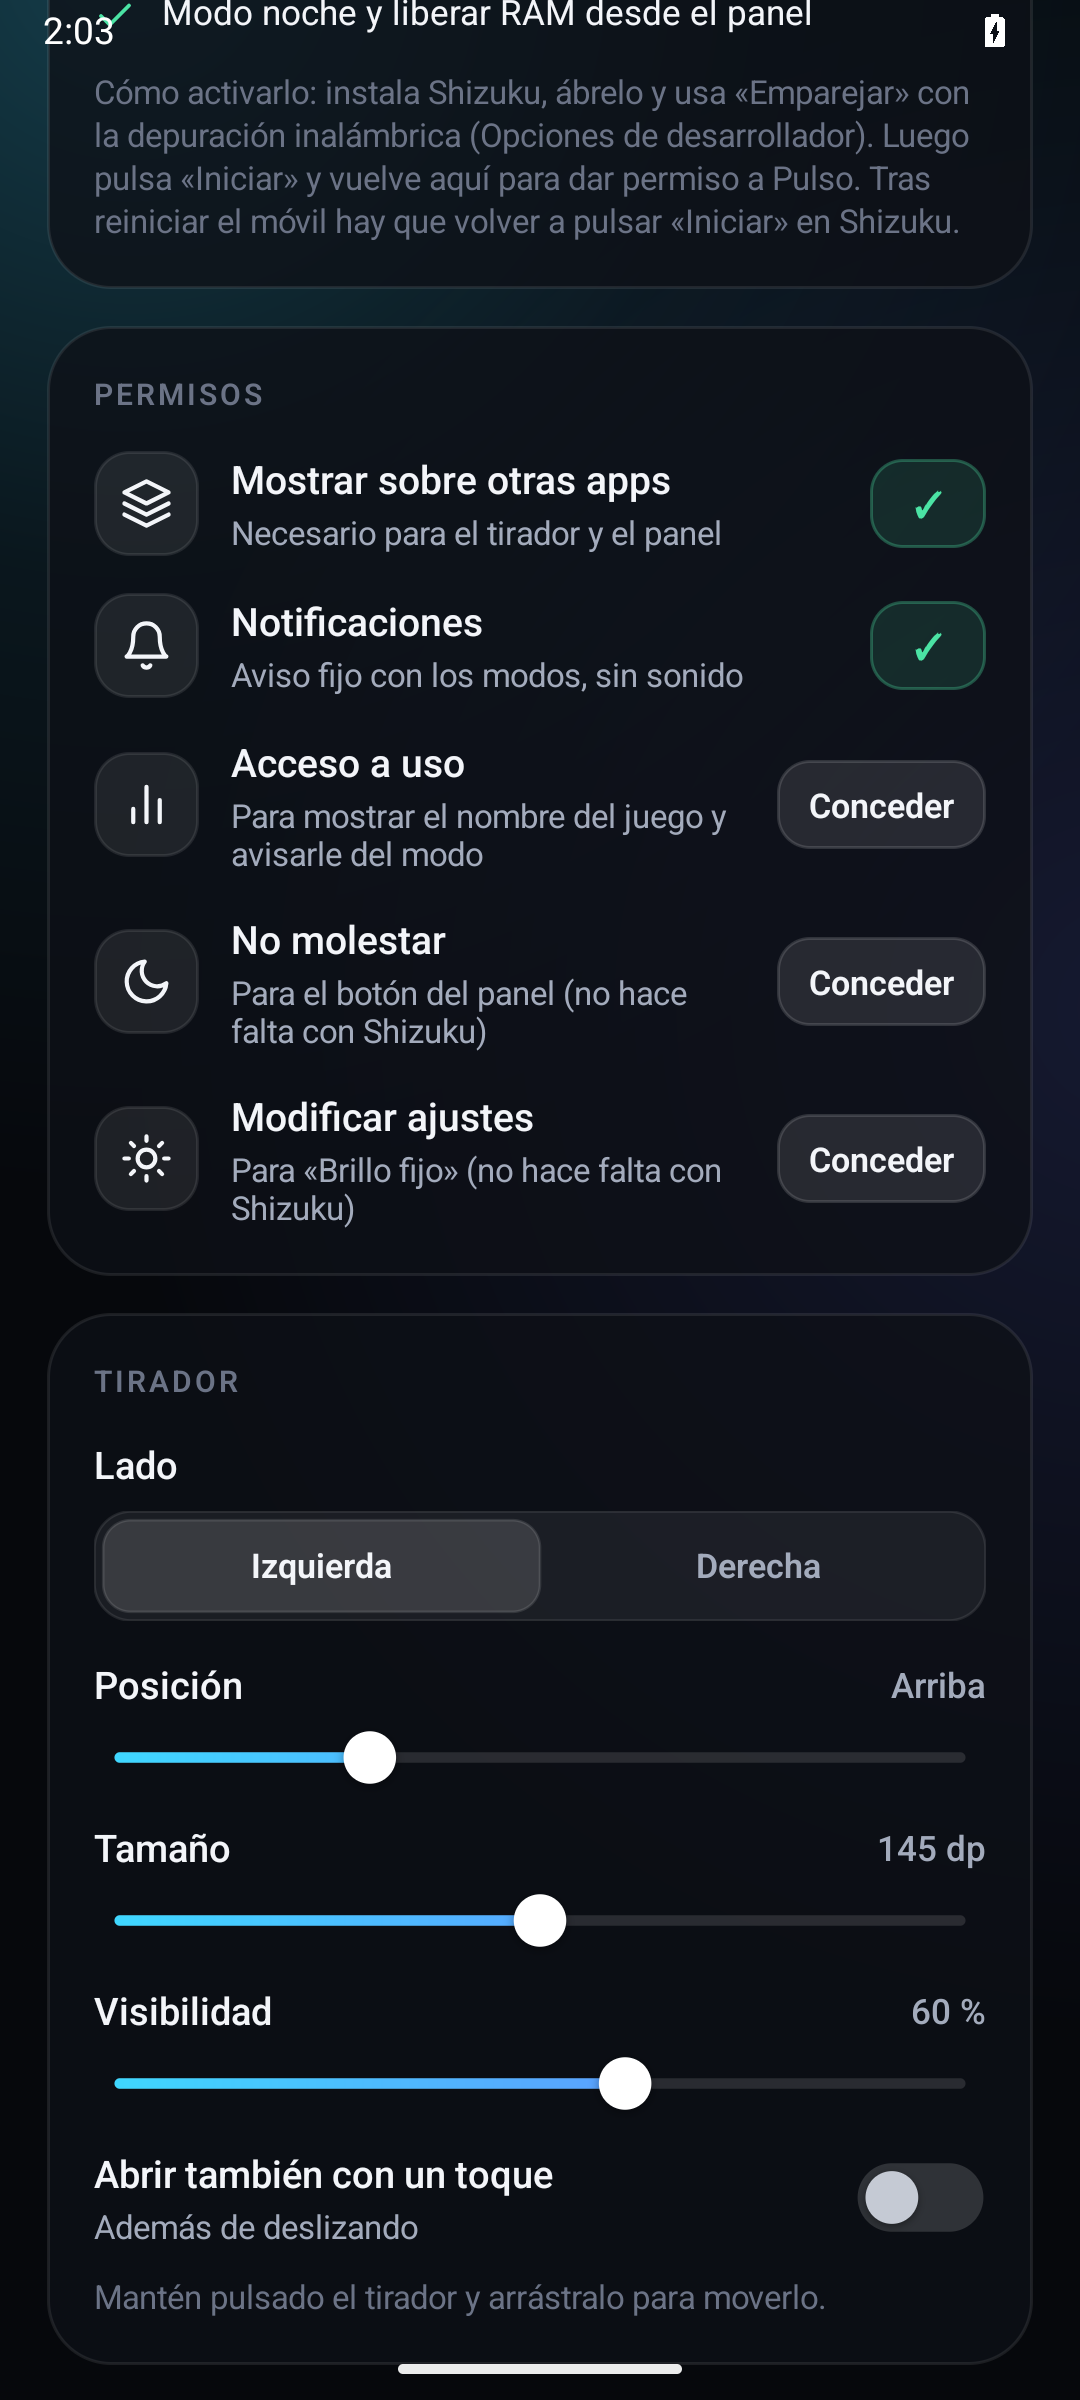 Modo noche y liberar RAM desde el panel
2:03
Cómo activarlo: instala Shizuku, ábrelo y usa «Emparejar» con
la depuración inalámbrica (Opciones de desarrollador). Luego
pulsa «Iniciar» y vuelve aquí para dar permiso a Pulso. Tras
reiniciar el móvil hay que volver a pulsar «Iniciar» en Shizuku.
PERMISOS
Mostrar sobre otras apps
Necesario para el tirador y el panel
✓
Notificaciones
Aviso fijo con los modos, sin sonido
✓
Acceso a uso
Para mostrar el nombre del juego y
avisarle del modo
Conceder
No molestar
Para el botón del panel (no hace
falta con Shizuku)
Conceder
Modificar ajustes
Para «Brillo fijo» (no hace falta con
Shizuku)
Conceder
TIRADOR
Lado
Izquierda
Derecha
Posición
Arriba
Tamaño
145 dp
Visibilidad
60 %
Abrir también con un toque
Además de deslizando
Mantén pulsado el tirador y arrástralo para moverlo.